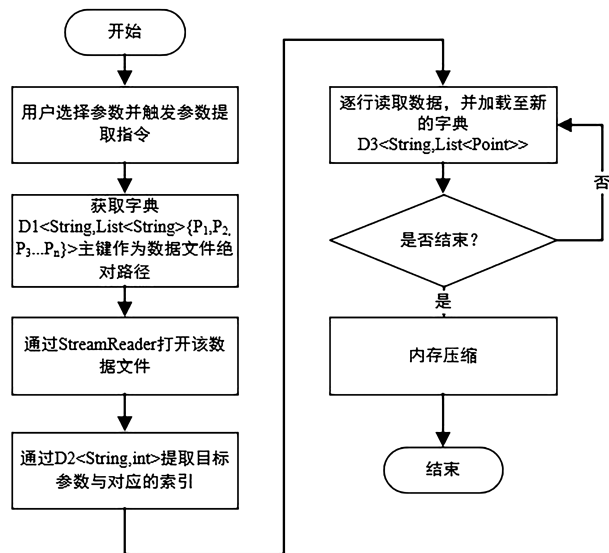 开始
用户选择参数并触发参数提
取指令
获取字典
D1<String,List<String>{P1,P2,
P3...Pn}>主键作为数据文件绝
对路径
通过StreamReader打开该数
据文件
通过D2<String,int>提取目标
参数与对应的索引
逐行读取数据，并加载至新
的字典
D3<String,List<Point>>
否
是否结束？
是
内存压缩
结束